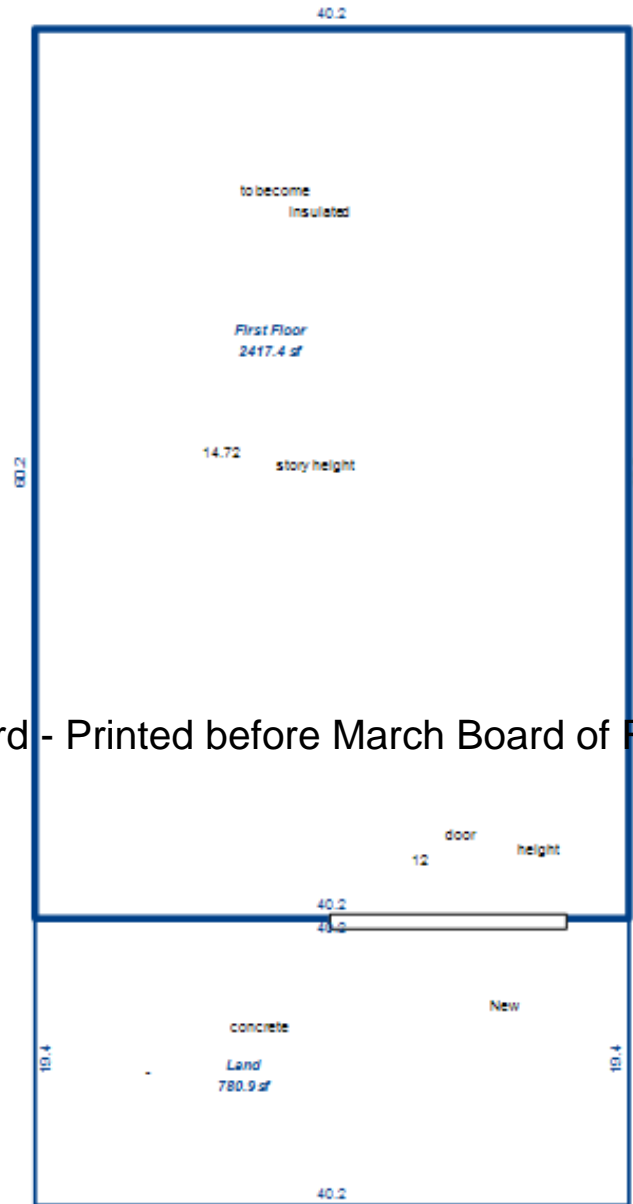 40.2
to become
Insulated
First Floor
2417.4 sf
14.72
story height
60.2
rd - Printed before March Board of
door
height
12
40.2
40.2
New
concrete
19.4
19.4
Land
-
780.9 sf
40.2